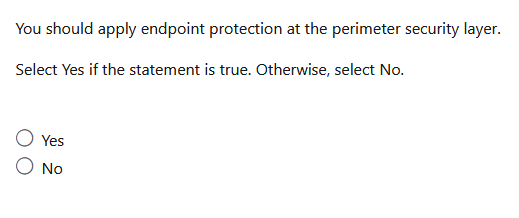 You should apply endpoint protection at the perimeter security layer.
Select Yes if the statement is true. Otherwise, select No.
Yes
No